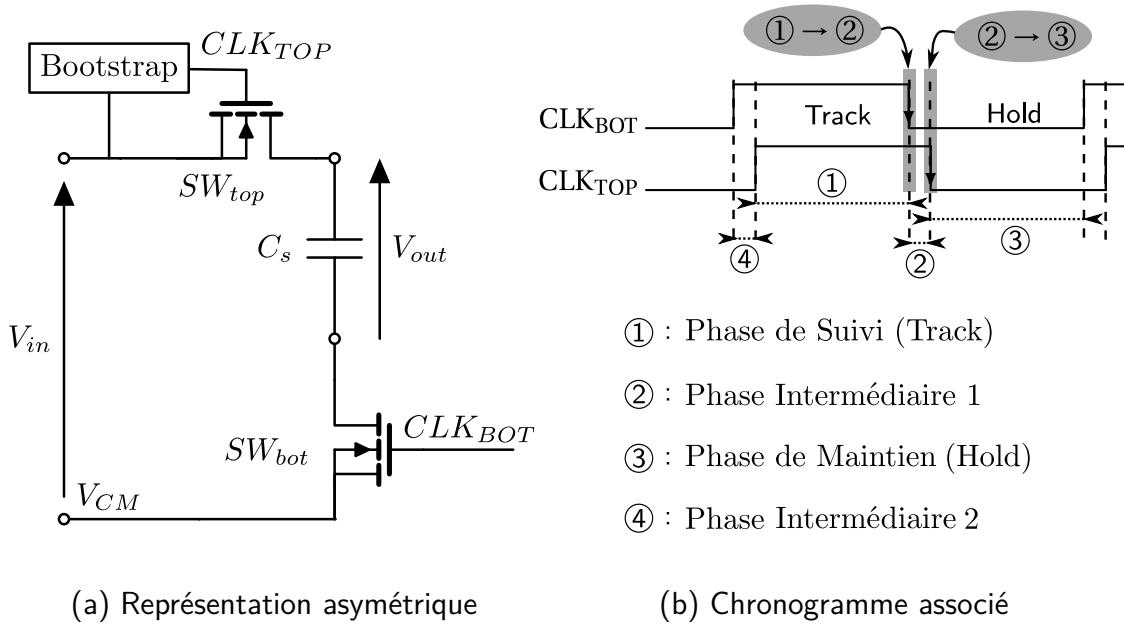 CLK_TOP
Bootstrap
SW_top
C_s
V_out
V_in
SW_bot
CLK_BOT
V_CM
(a) Représentation asymétrique
① → ②
② → ③
CLK_BOT
Track
Hold
CLK_TOP
①
③
④
②
① : Phase de Suivi (Track)
② : Phase Intermédiaire 1
③ : Phase de Maintien (Hold)
④ : Phase Intermédiaire 2
(b) Chronogramme associé